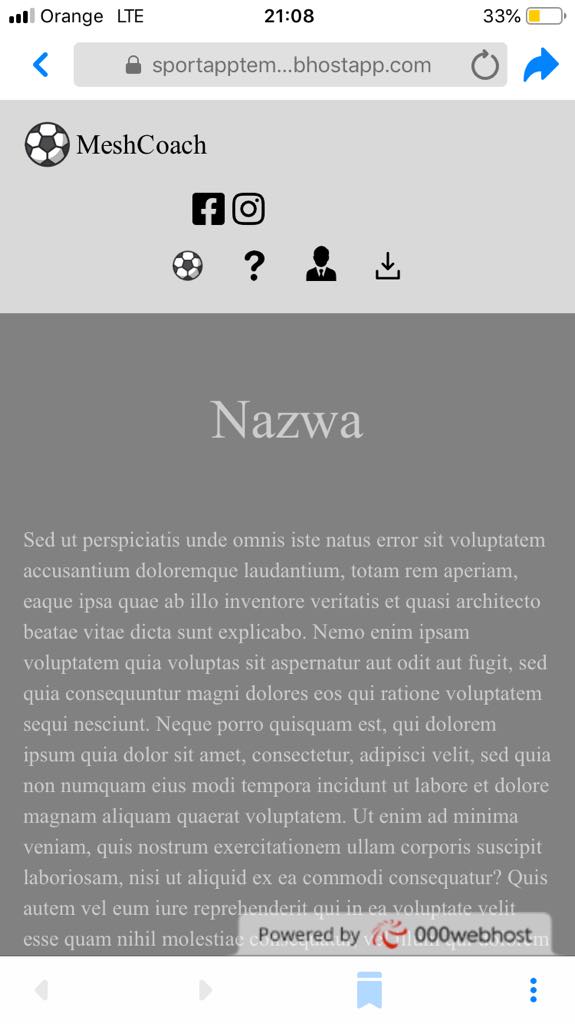 Orange LTE 21:08 33%
sportapptem...bhostapp.com
MeshCoach
?
Nazwa
Sed ut perspiciatis unde omnis iste natus error sit voluptatem
accusantium doloremque laudantium, totam rem aperiam,
eaque ipsa quae ab illo inventore veritatis et quasi architecto
beatae vitae dicta sunt explicabo. Nemo enim ipsam
voluptatem quia voluptas sit aspernatur aut odit aut fugit, sed
quia consequuntur magni dolores eos qui ratione voluptatem
sequi nesciunt. Neque porro quisquam est, qui dolorem
ipsum quia dolor sit amet, consectetur, adipisci velit, sed quia
non numquam eius modi tempora incidunt ut labore et dolore
magnam aliquam quaerat voluptatem. Ut enim ad minima
veniam, quis nostrum exercitationem ullam corporis suscipit
laboriosam, nisi ut aliquid ex ea commodi consequatur? Quis
autem vel eum iure reprehenderit qui in ea voluptate velit
esse quam nihil molestiae
Powered by 000webhost